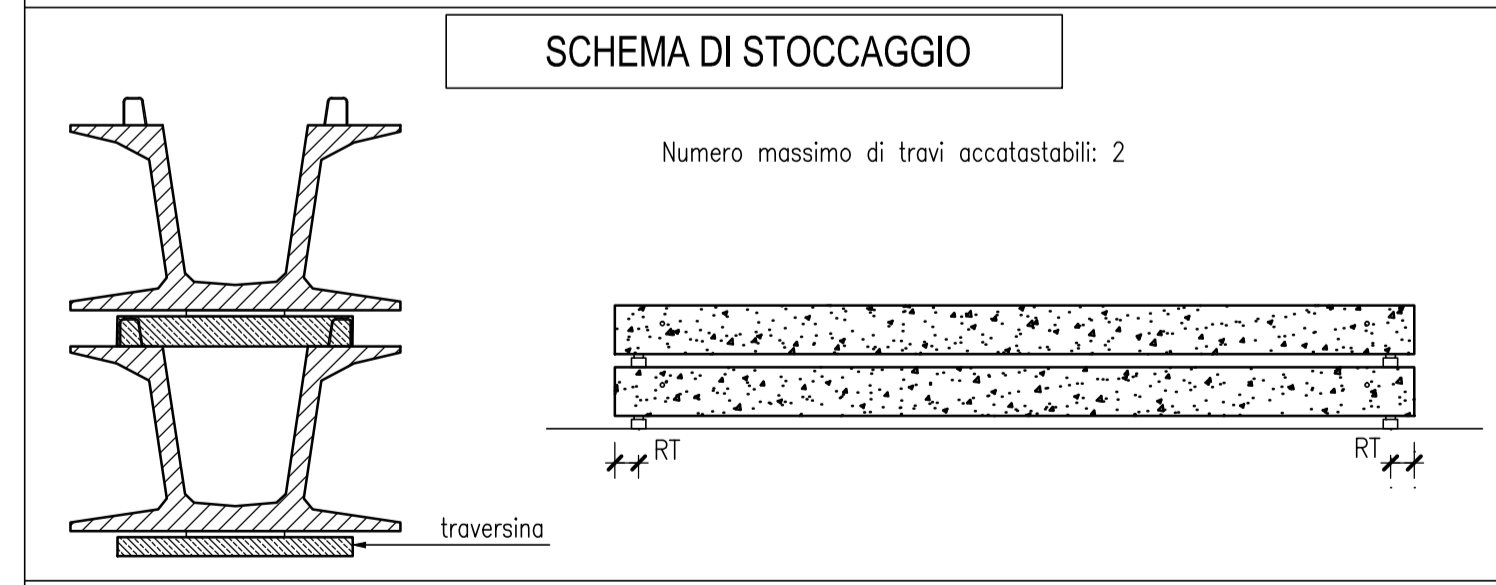 SCHEMA DI STOCCAGGIO
Numero massimo di travi accatastabili: 2
RT
RT
traversina